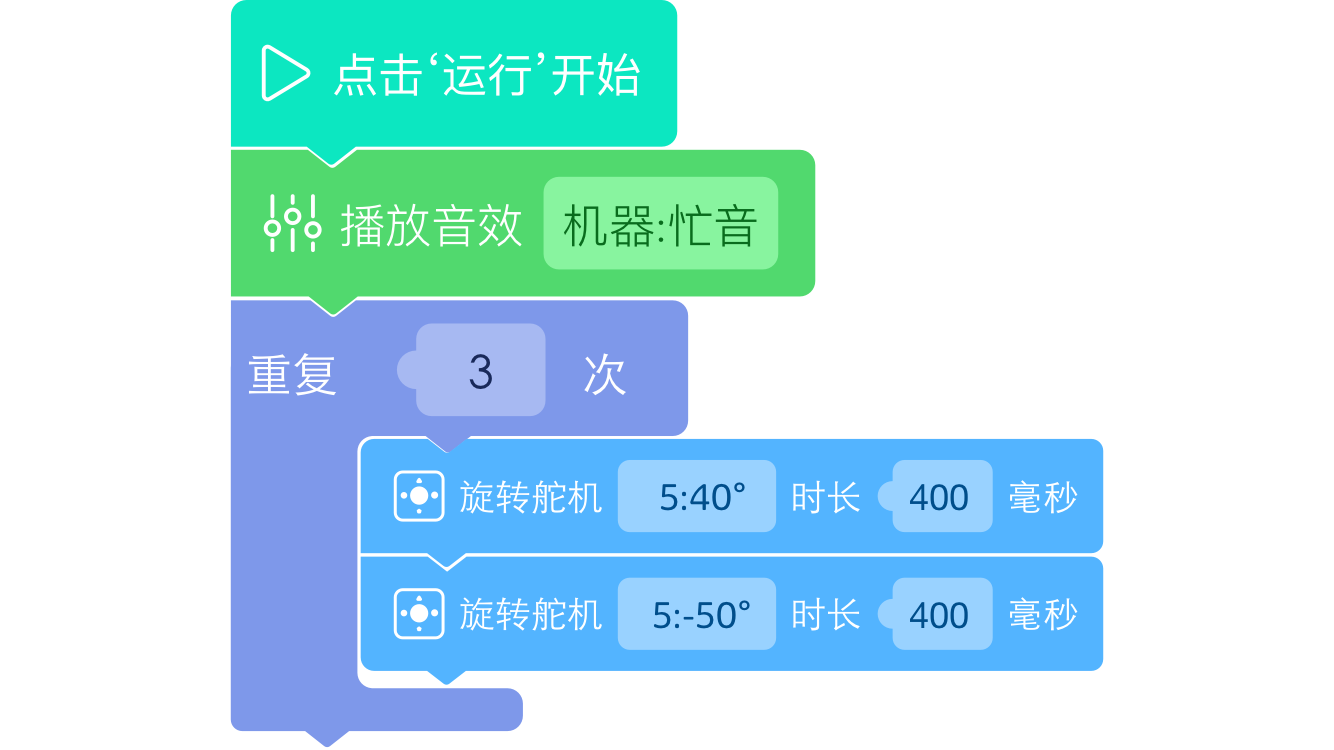 点击‘运行’开始
播放音效 机器:忙音
重复 3 次
旋转舵机 5:40° 时长 400 毫秒
旋转舵机 5:-50° 时长 400 毫秒